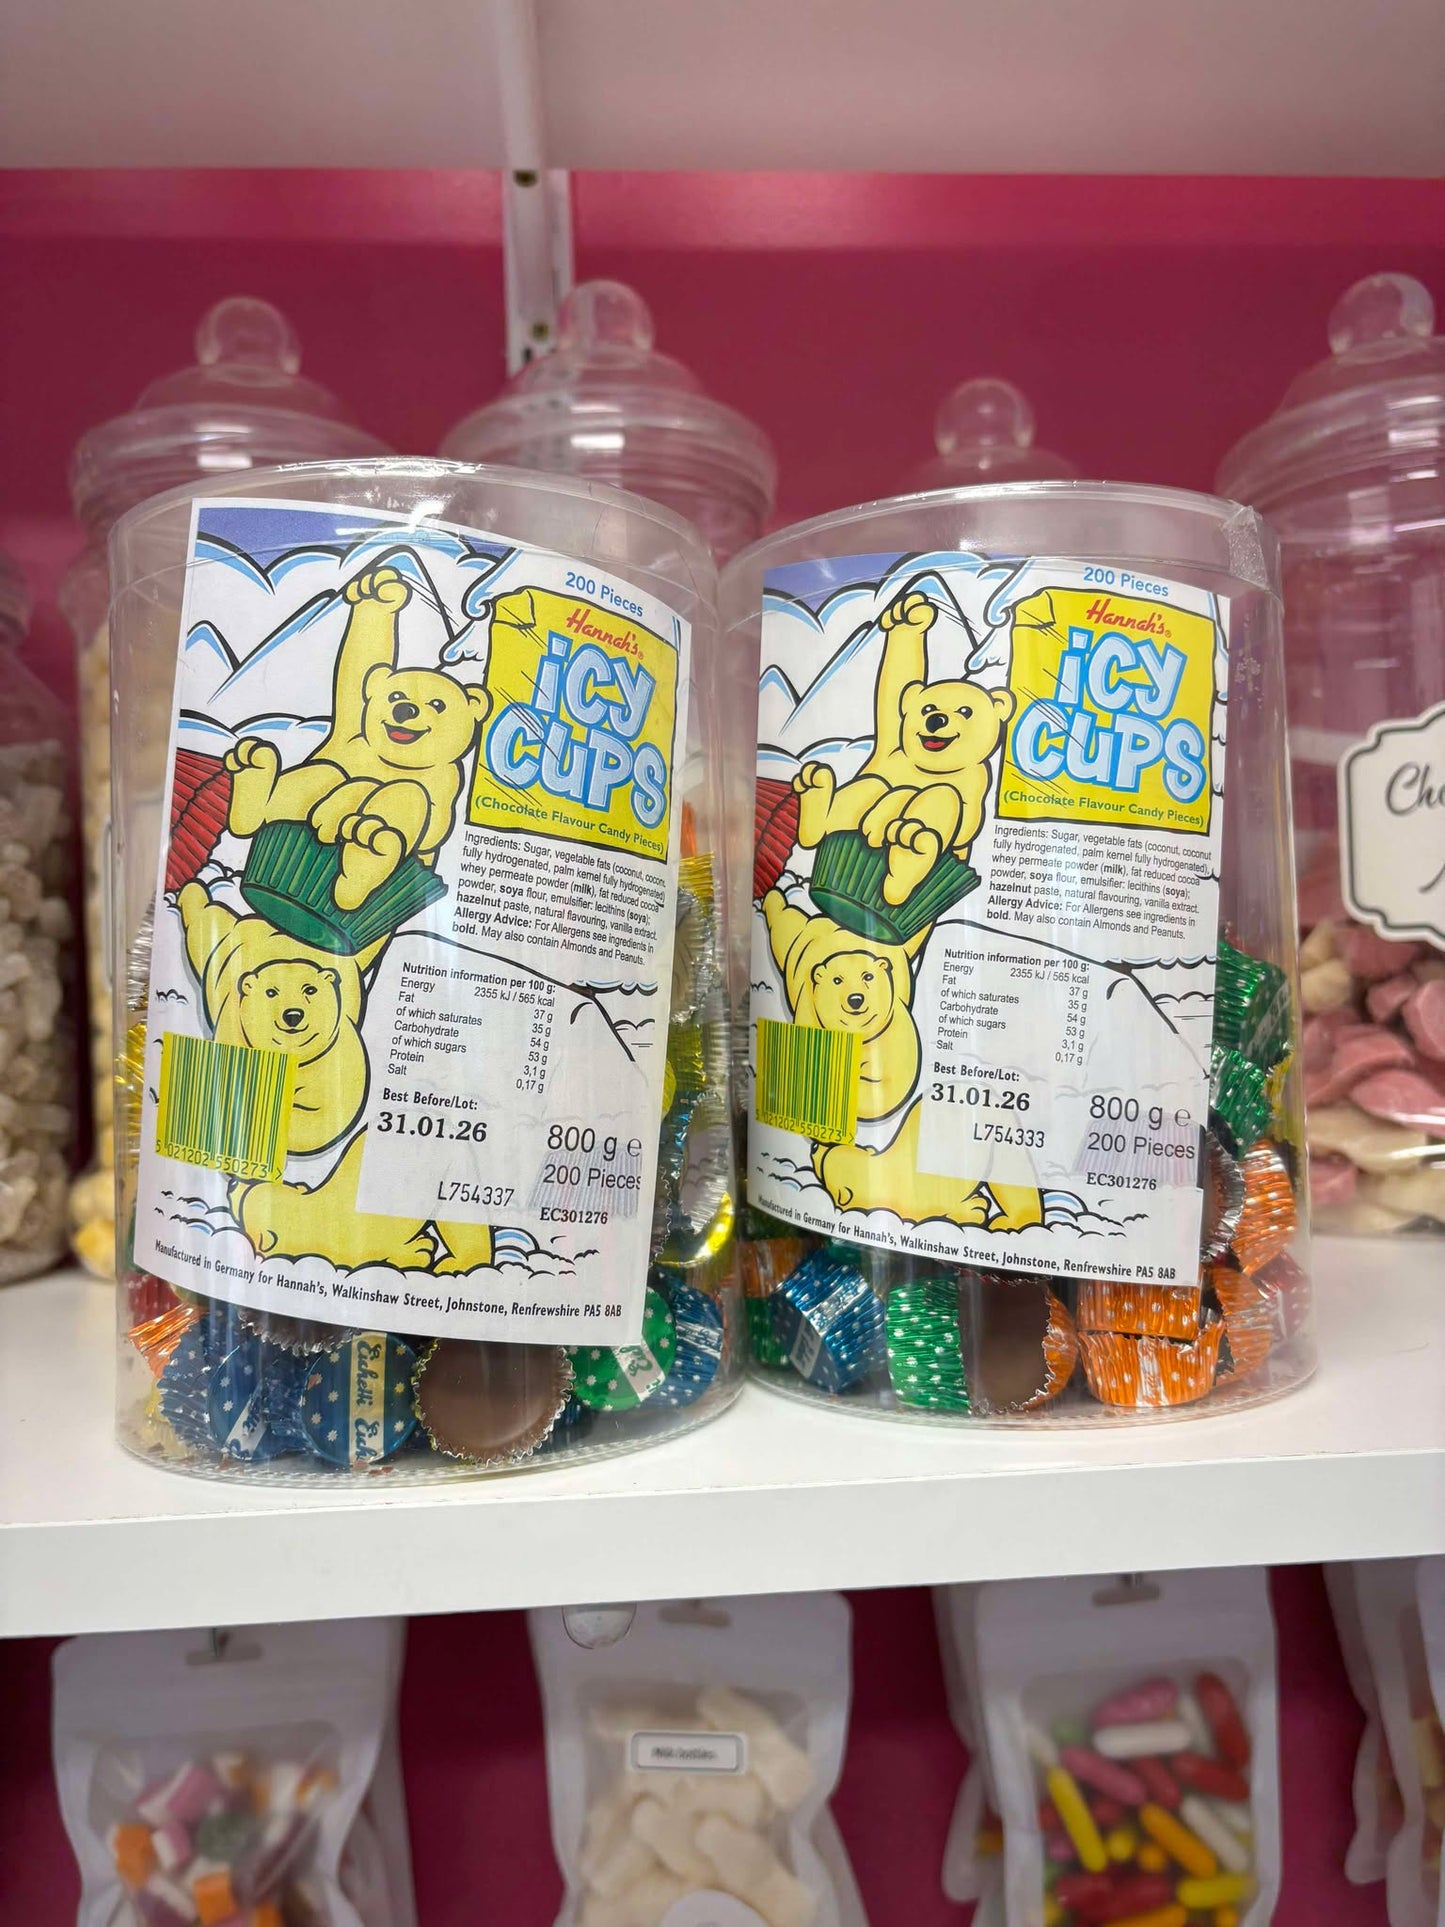 200 Pieces
Hannah's®
iCY
CUPS
(Chocolate Flavour Candy Pieces)
Ingredients: Sugar, vegetable fats (coconut, coconut
fully hydrogenated, palm kernel fully hydrogenated),
whey permeate powder (milk), fat reduced cocoa
powder, soya flour, emulsifier: lecithins (soya);
hazelnut paste, natural flavouring, vanilla extract.
Allergy Advice: For Allergens see ingredients in
bold. May also contain Almonds and Peanuts.
Nutrition information per 100 g:
Energy 2355 kJ / 565 kcal
Fat 37 g
of which saturates 35 g
Carbohydrate 54 g
of which sugars 53 g
Protein 3,1 g
Salt 0,17 g
Best Before/Lot:
31.01.26
L754337
800 g e
200 Pieces
EC301276
5 021202 550273 >
Manufactured in Germany for Hannah's, Walkinshaw Street, Johnstone, Renfrewshire PA5 8AB
Eichetti
200 Pieces
Hannah's®
iCY
CUPS
(Chocolate Flavour Candy Pieces)
Ingredients: Sugar, vegetable fats (coconut, coconut
fully hydrogenated, palm kernel fully hydrogenated),
whey permeate powder (milk), fat reduced cocoa
powder, soya flour, emulsifier: lecithins (soya);
hazelnut paste, natural flavouring, vanilla extract.
Allergy Advice: For Allergens see ingredients in
bold. May also contain Almonds and Peanuts.
Nutrition information per 100 g:
Energy 2355 kJ / 565 kcal
Fat 37 g
of which saturates 35 g
Carbohydrate 54 g
of which sugars 53 g
Protein 3,1 g
Salt 0,17 g
Best Before/Lot:
31.01.26
L754333
800 g e
200 Pieces
EC301276
5 021202 550273 >
Manufactured in Germany for Hannah's, Walkinshaw Street, Johnstone, Renfrewshire PA5 8AB
Milk bottles